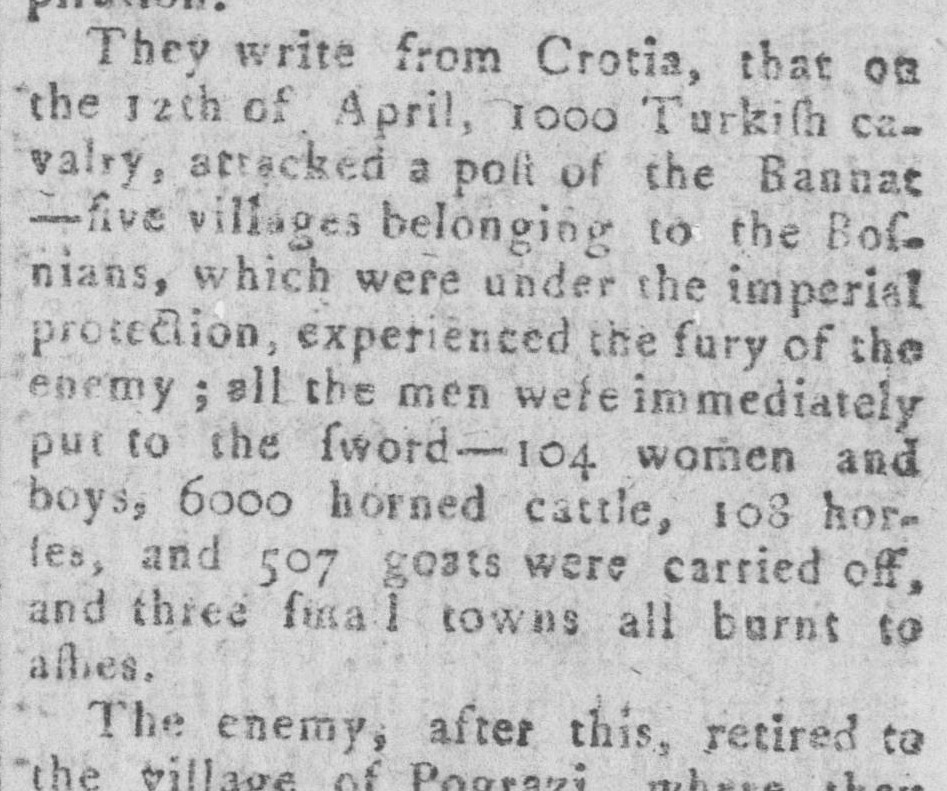 They write from Crotia, that on
the 12th of April, 1000 Turkiſh ca-
valry, attacked a poſt of the Bannat
—five villages belonging to the Boſ-
nians, which were under the imperial
protection, experienced the fury of the
enemy ; all the men were immediately
put to the ſword—104 women and
boys, 6000 horned cattle, 108 hor-
ſes, and 507 goats were carried off,
and three ſmall towns all burnt to
aſhes.
The enemy, after this, retired to
the village of Pograzi, where